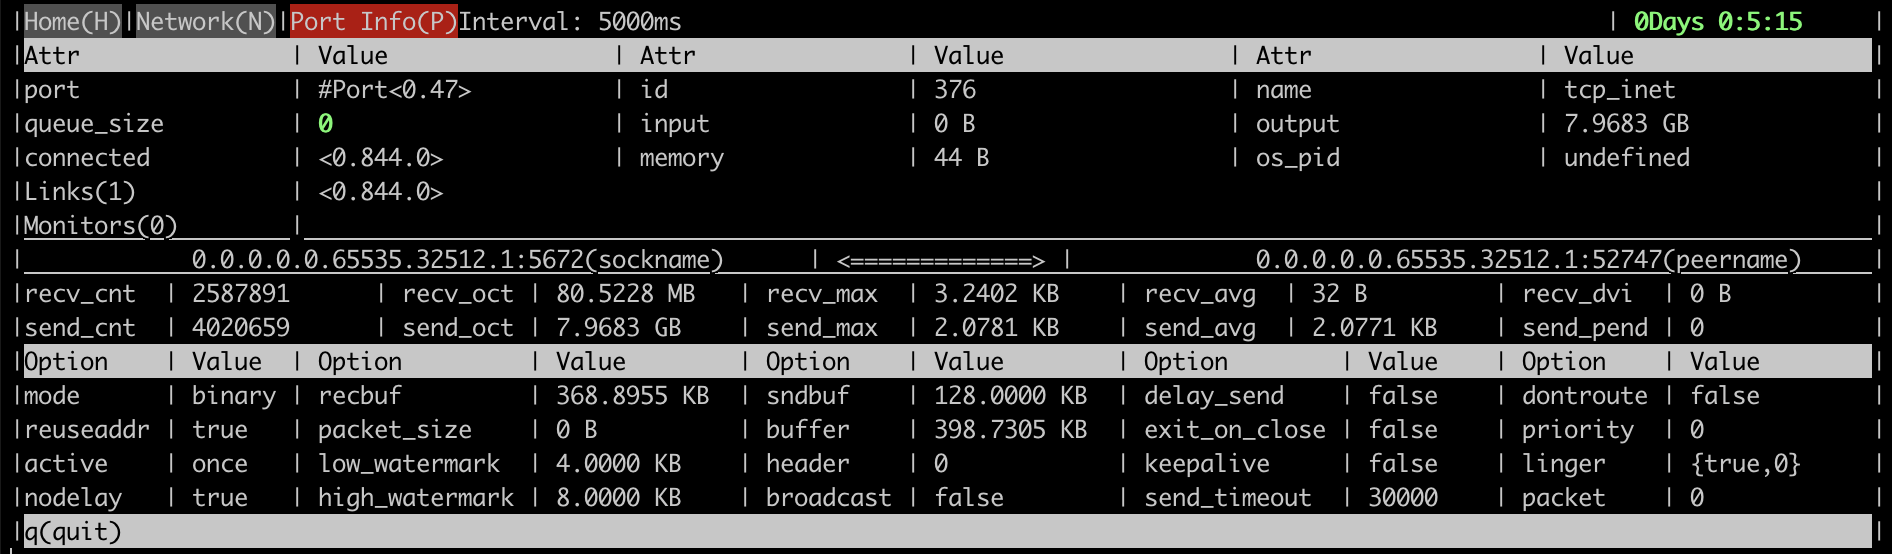 |Home(H)|Network(N)|Port Info(P)Interval: 5000ms | 0Days 0:5:15 |
|Attr | Value | Attr | Value | Attr | Value |
|port | #Port<0.47> | id | 376 | name | tcp_inet |
|queue_size | 0 | input | 0 B | output | 7.9683 GB |
|connected | <0.844.0> | memory | 44 B | os_pid | undefined |
|Links(1) | <0.844.0> |
|Monitors(0) | |
| 0.0.0.0.0.65535.32512.1:5672(sockname) | <=============> | 0.0.0.0.0.65535.32512.1:52747(peername) |
|recv_cnt | 2587891 | recv_oct | 80.5228 MB | recv_max | 3.2402 KB | recv_avg | 32 B | recv_dvi | 0 B |
|send_cnt | 4020659 | send_oct | 7.9683 GB | send_max | 2.0781 KB | send_avg | 2.0771 KB | send_pend | 0 |
|Option | Value | Option | Value | Option | Value | Option | Value | Option | Value |
|mode | binary | recbuf | 368.8955 KB | sndbuf | 128.0000 KB | delay_send | false | dontroute | false |
|reuseaddr | true | packet_size | 0 B | buffer | 398.7305 KB | exit_on_close | false | priority | 0 |
|active | once | low_watermark | 4.0000 KB | header | 0 | keepalive | false | linger | {true,0} |
|nodelay | true | high_watermark | 8.0000 KB | broadcast | false | send_timeout | 30000 | packet | 0 |
|q(quit) |